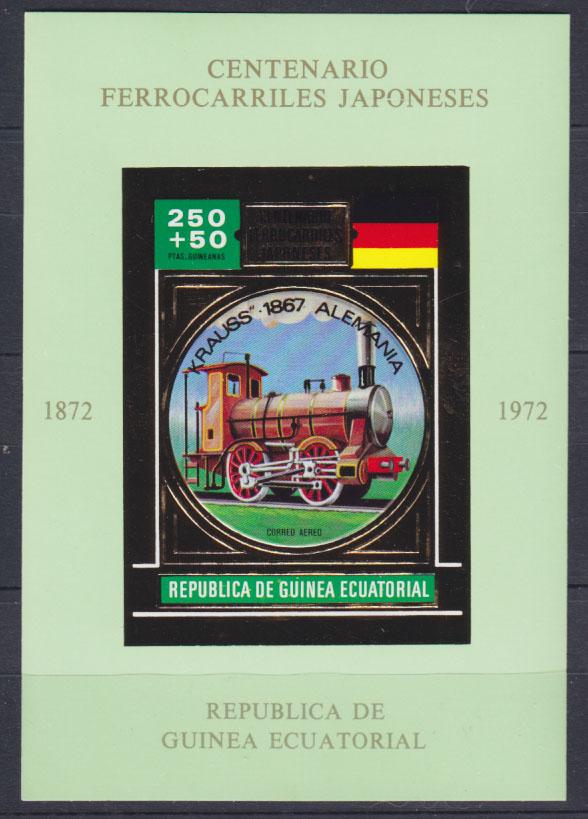 CENTENARIO
FERROCARRILES JAPONESES
250
+50
PTAS. GUINEANAS
CENTENARIO
FERROCARRILES
JAPONESES
"KRAUSS" · 1867 ALEMANIA
1872
1972
CORREO AEREO
REPUBLICA DE GUINEA ECUATORIAL
REPUBLICA DE
GUINEA ECUATORIAL